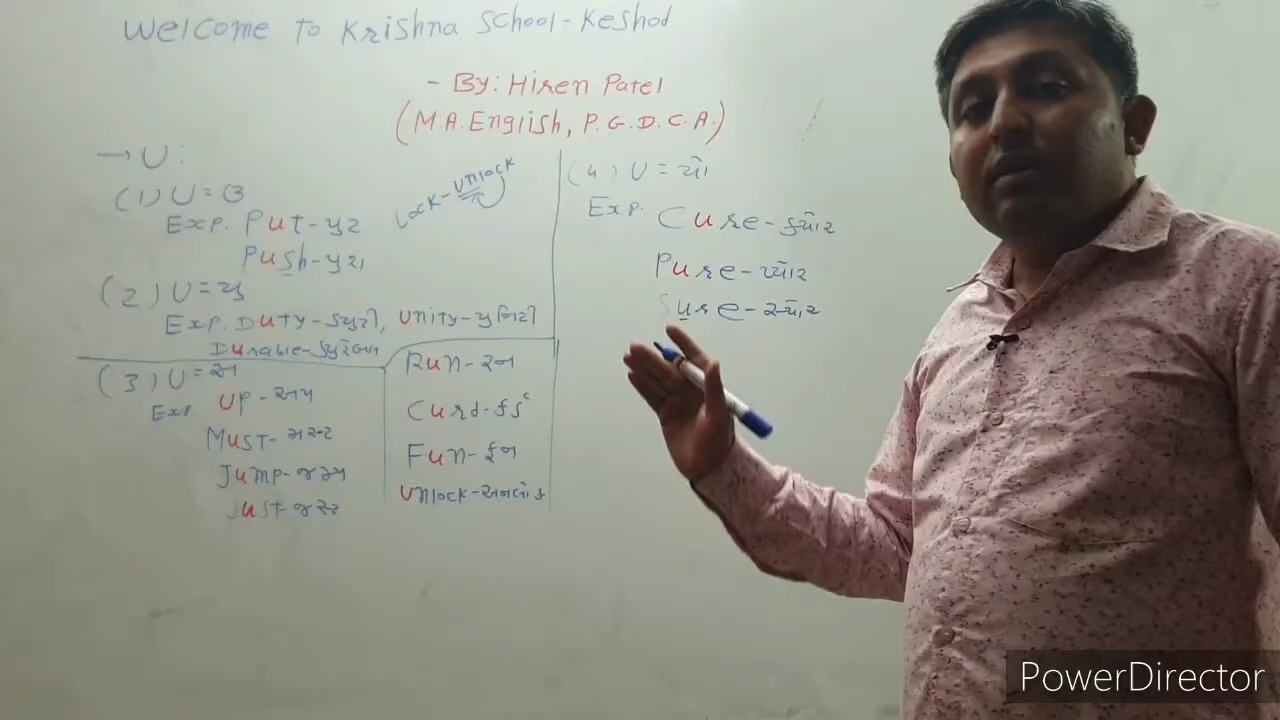 Welcome to Krishna School-Keshod
- By: Hiren Patel
(M.A. English, P.G.D.C.A.)
→ U:
(1) U = ઉ
Lock - Unlock
Exp. Put - પુટ
Push - પુશ
(2) U = યુ
Exp. Duty - ડ્યુટી, Unity - યુનિટી
Durable - ડ્યુરેબલ
(3) U = અ
Exp. Up - અપ
Must - મસ્ટ
Jump - જમ્પ
Just - જસ્ટ
Run - રન
Curd - કર્ડ
Fun - ફન
Unlock - અનલોક
(4) U = યો
Exp. Cure - ક્યૉર
Pure - પ્યૉર
Sure - સ્યૉર
PowerDirector